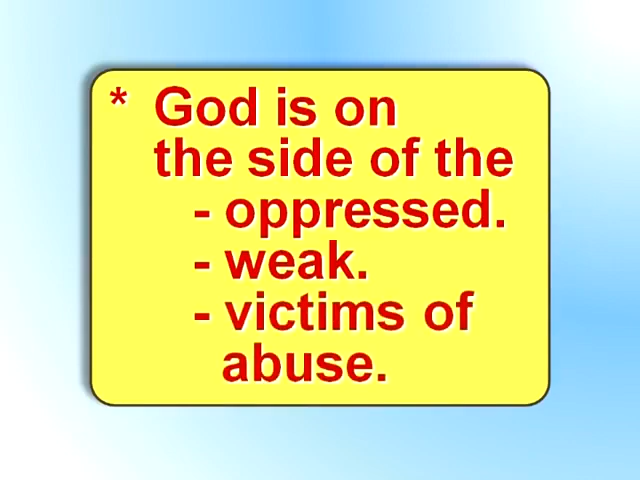 * God is on
the side of the
- oppressed.
- weak.
- victims of
abuse.